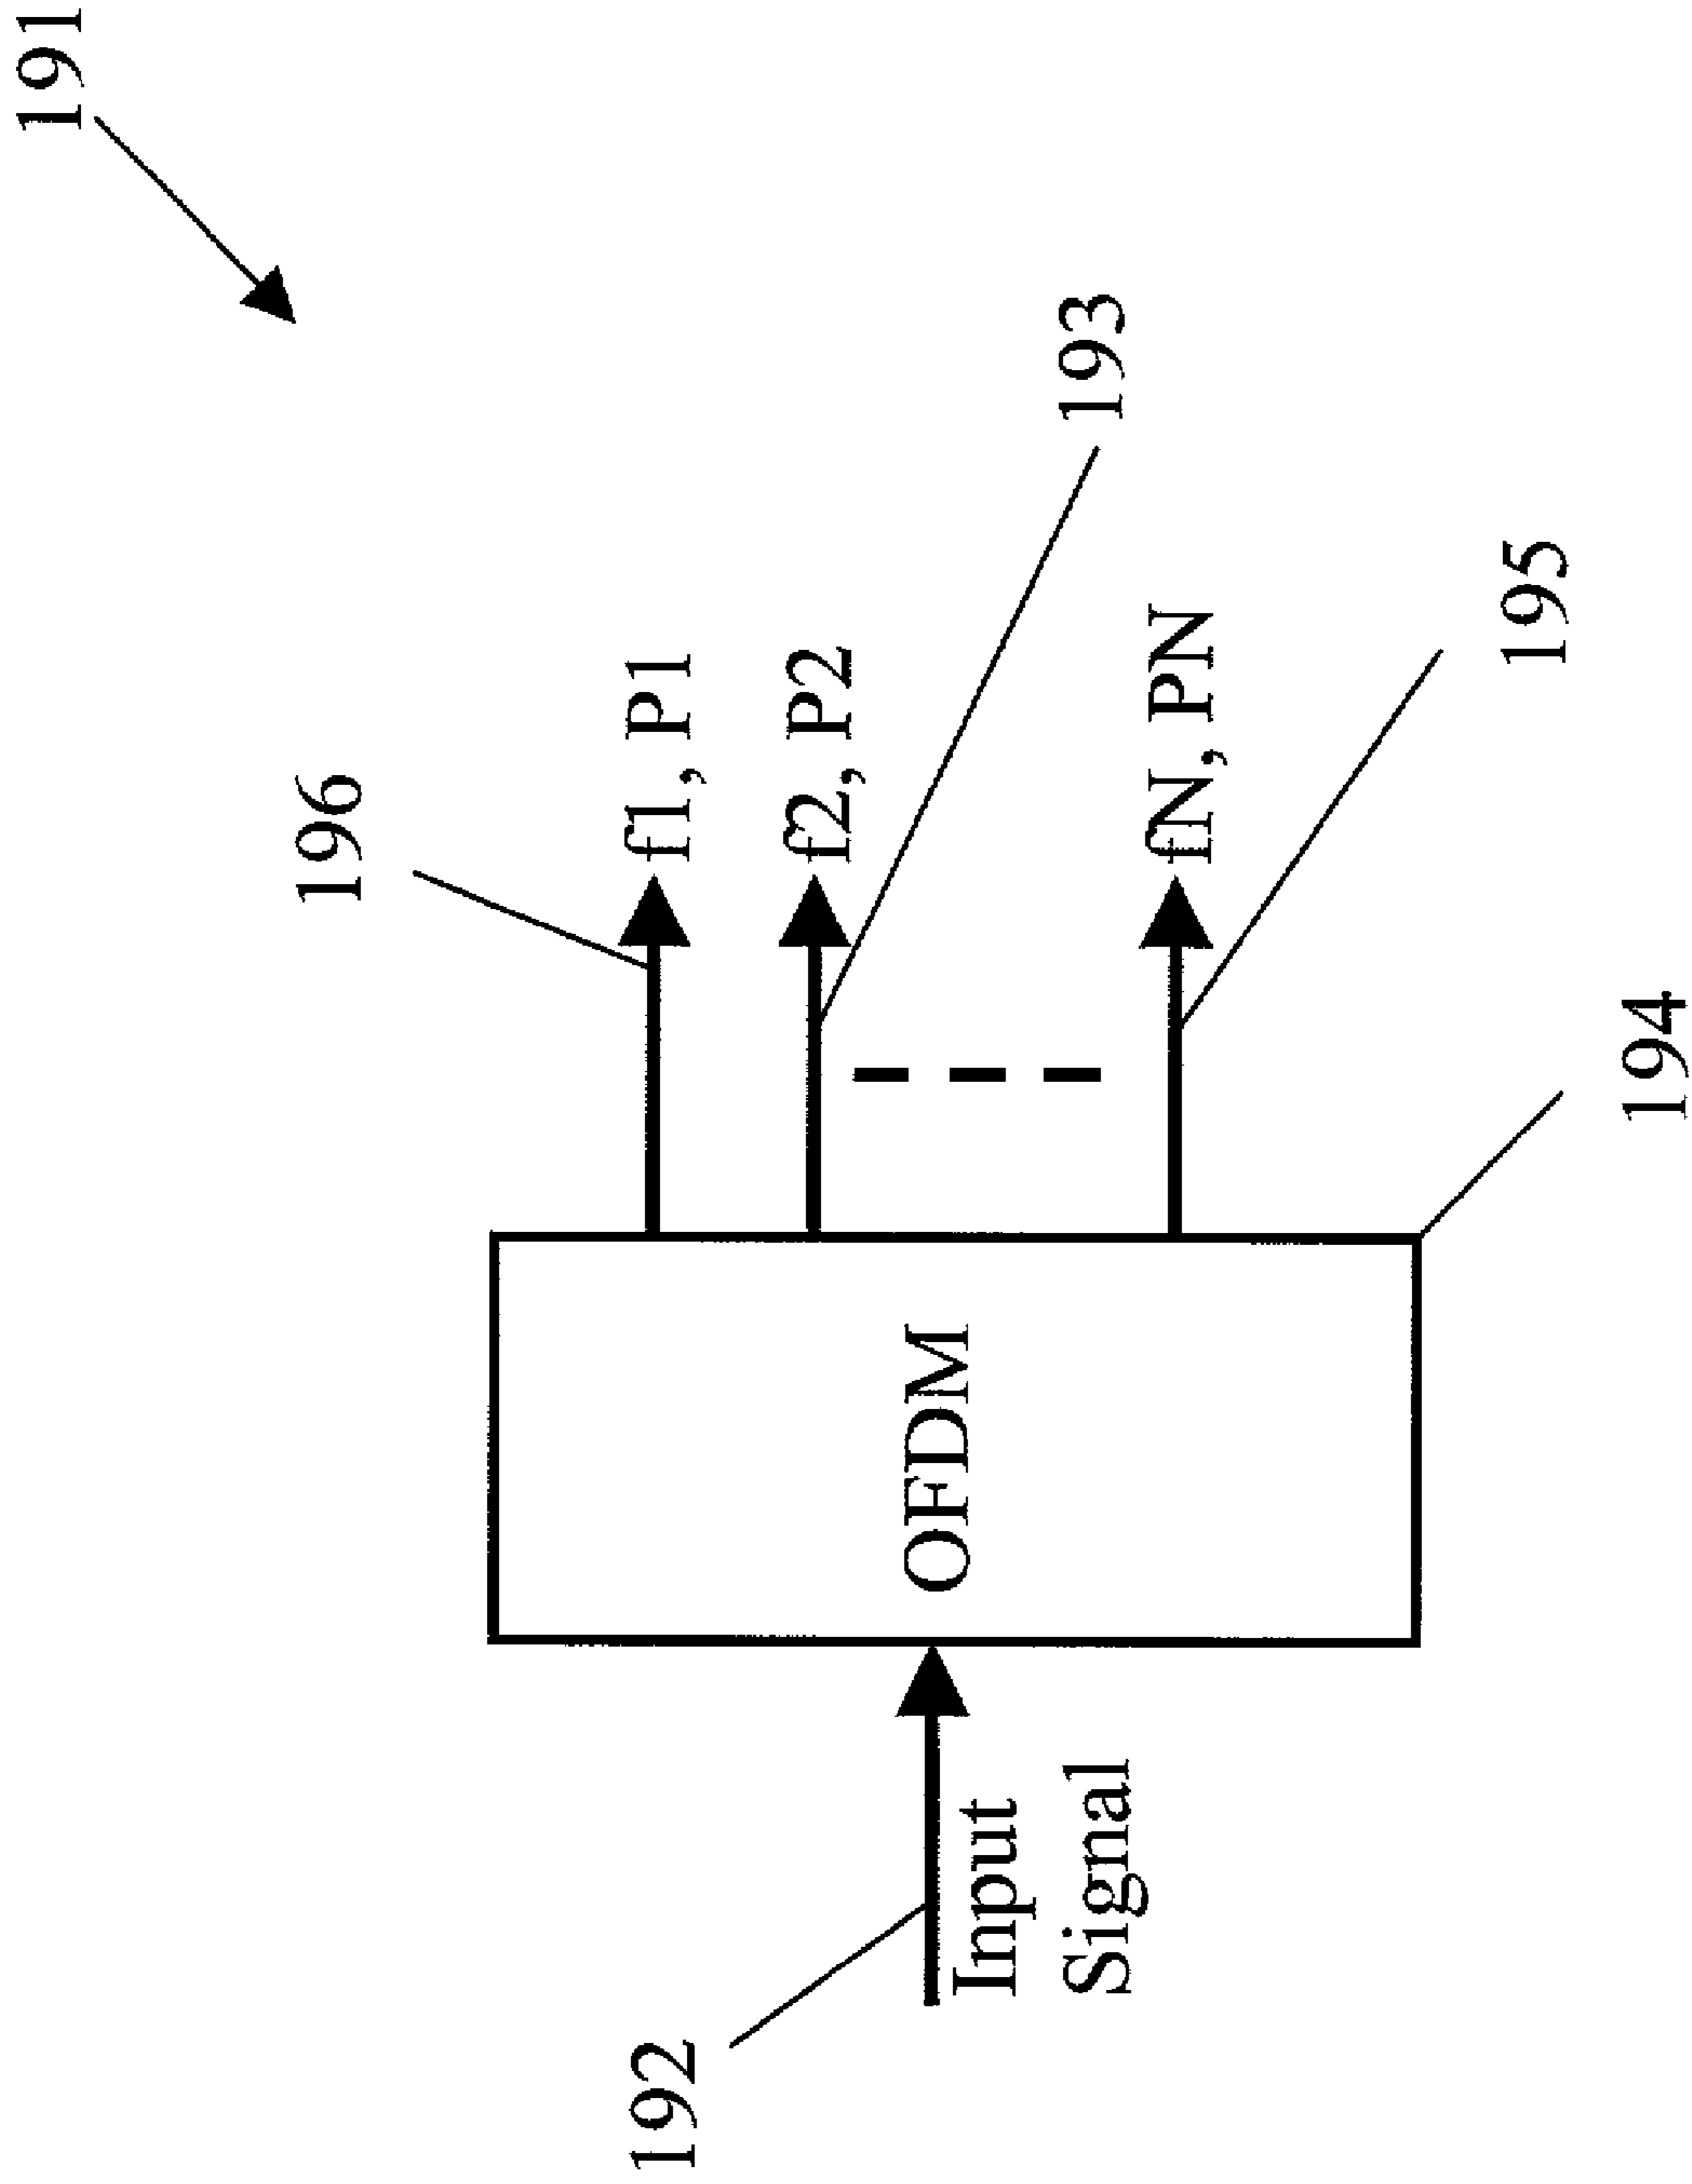 191
196
f1, P1
f2, P2
193
fN, PN
195
OFDM
194
192
Input
Signal